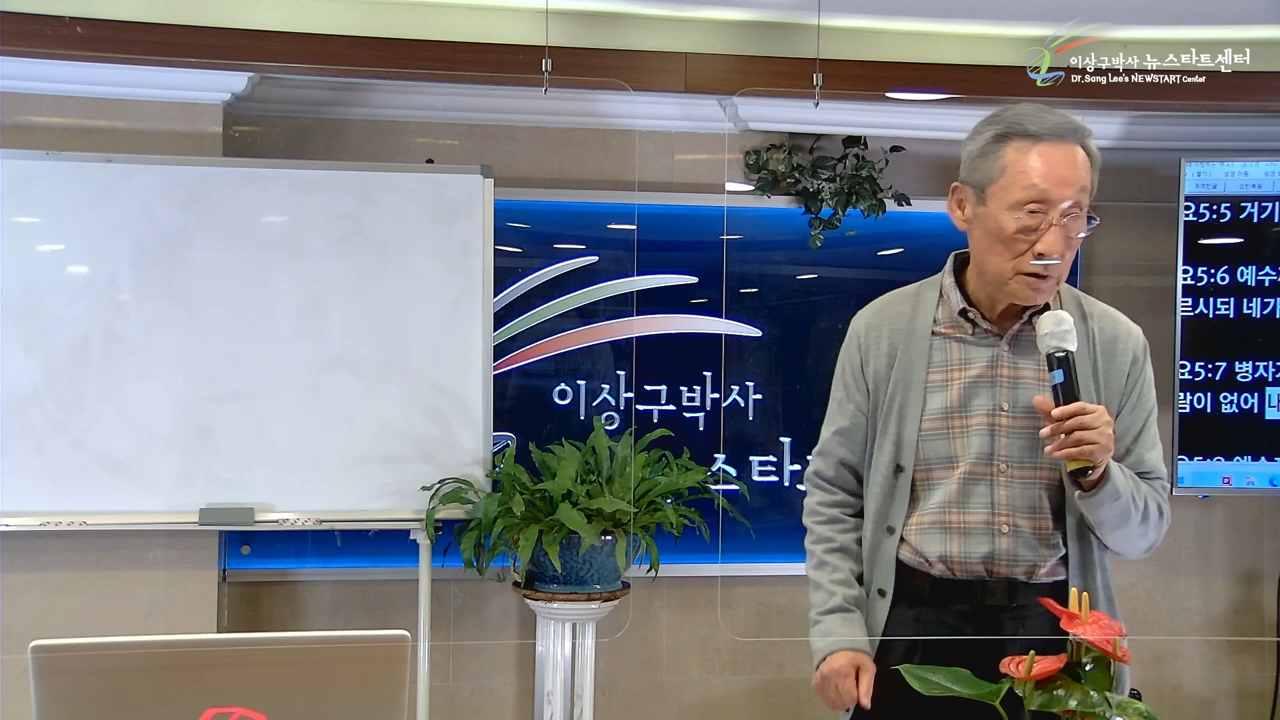 이상구박사 뉴스타트센터
Dr. Sang Lee's NEWSTART Center
이상구박사
스타
요5:5 거기
요5:6 예수
르시되 네가
요5:7 병자
람이 없어